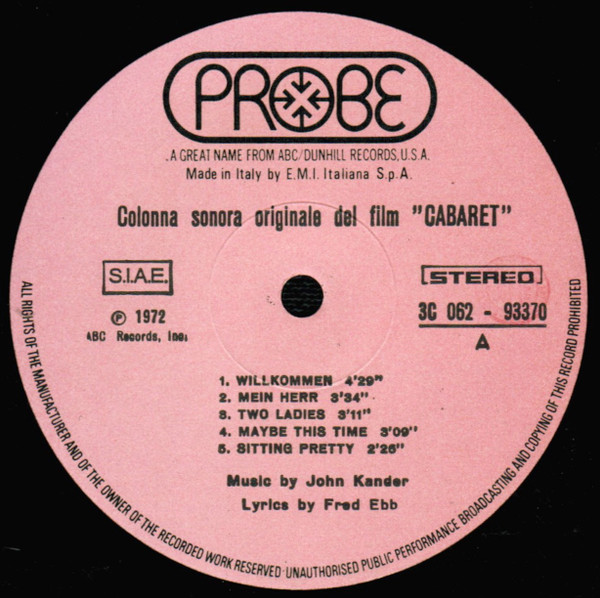 PROBE
.A GREAT NAME FROM ABC/DUNHILL RECORDS, U.S.A.
Made in Italy by E.M.I. Italiana S.p.A.
Colonna sonora originale del film "CABARET"
S.I.A.E.
℗ 1972
ABC Records, Inc.
STEREO
3C 062 - 93370
A
1. WILLKOMMEN 4'29"
2. MEIN HERR 3'34"
3. TWO LADIES 3'11"
4. MAYBE THIS TIME 3'09"
5. SITTING PRETTY 2'26"
Music by John Kander
Lyrics by Fred Ebb
ALL RIGHTS OF THE MANUFACTURER AND OF THE OWNER OF THE RECORDED WORK RESERVED · UNAUTHORISED PUBLIC PERFORMANCE BROADCASTING AND COPYING OF THIS RECORD PROHIBITED